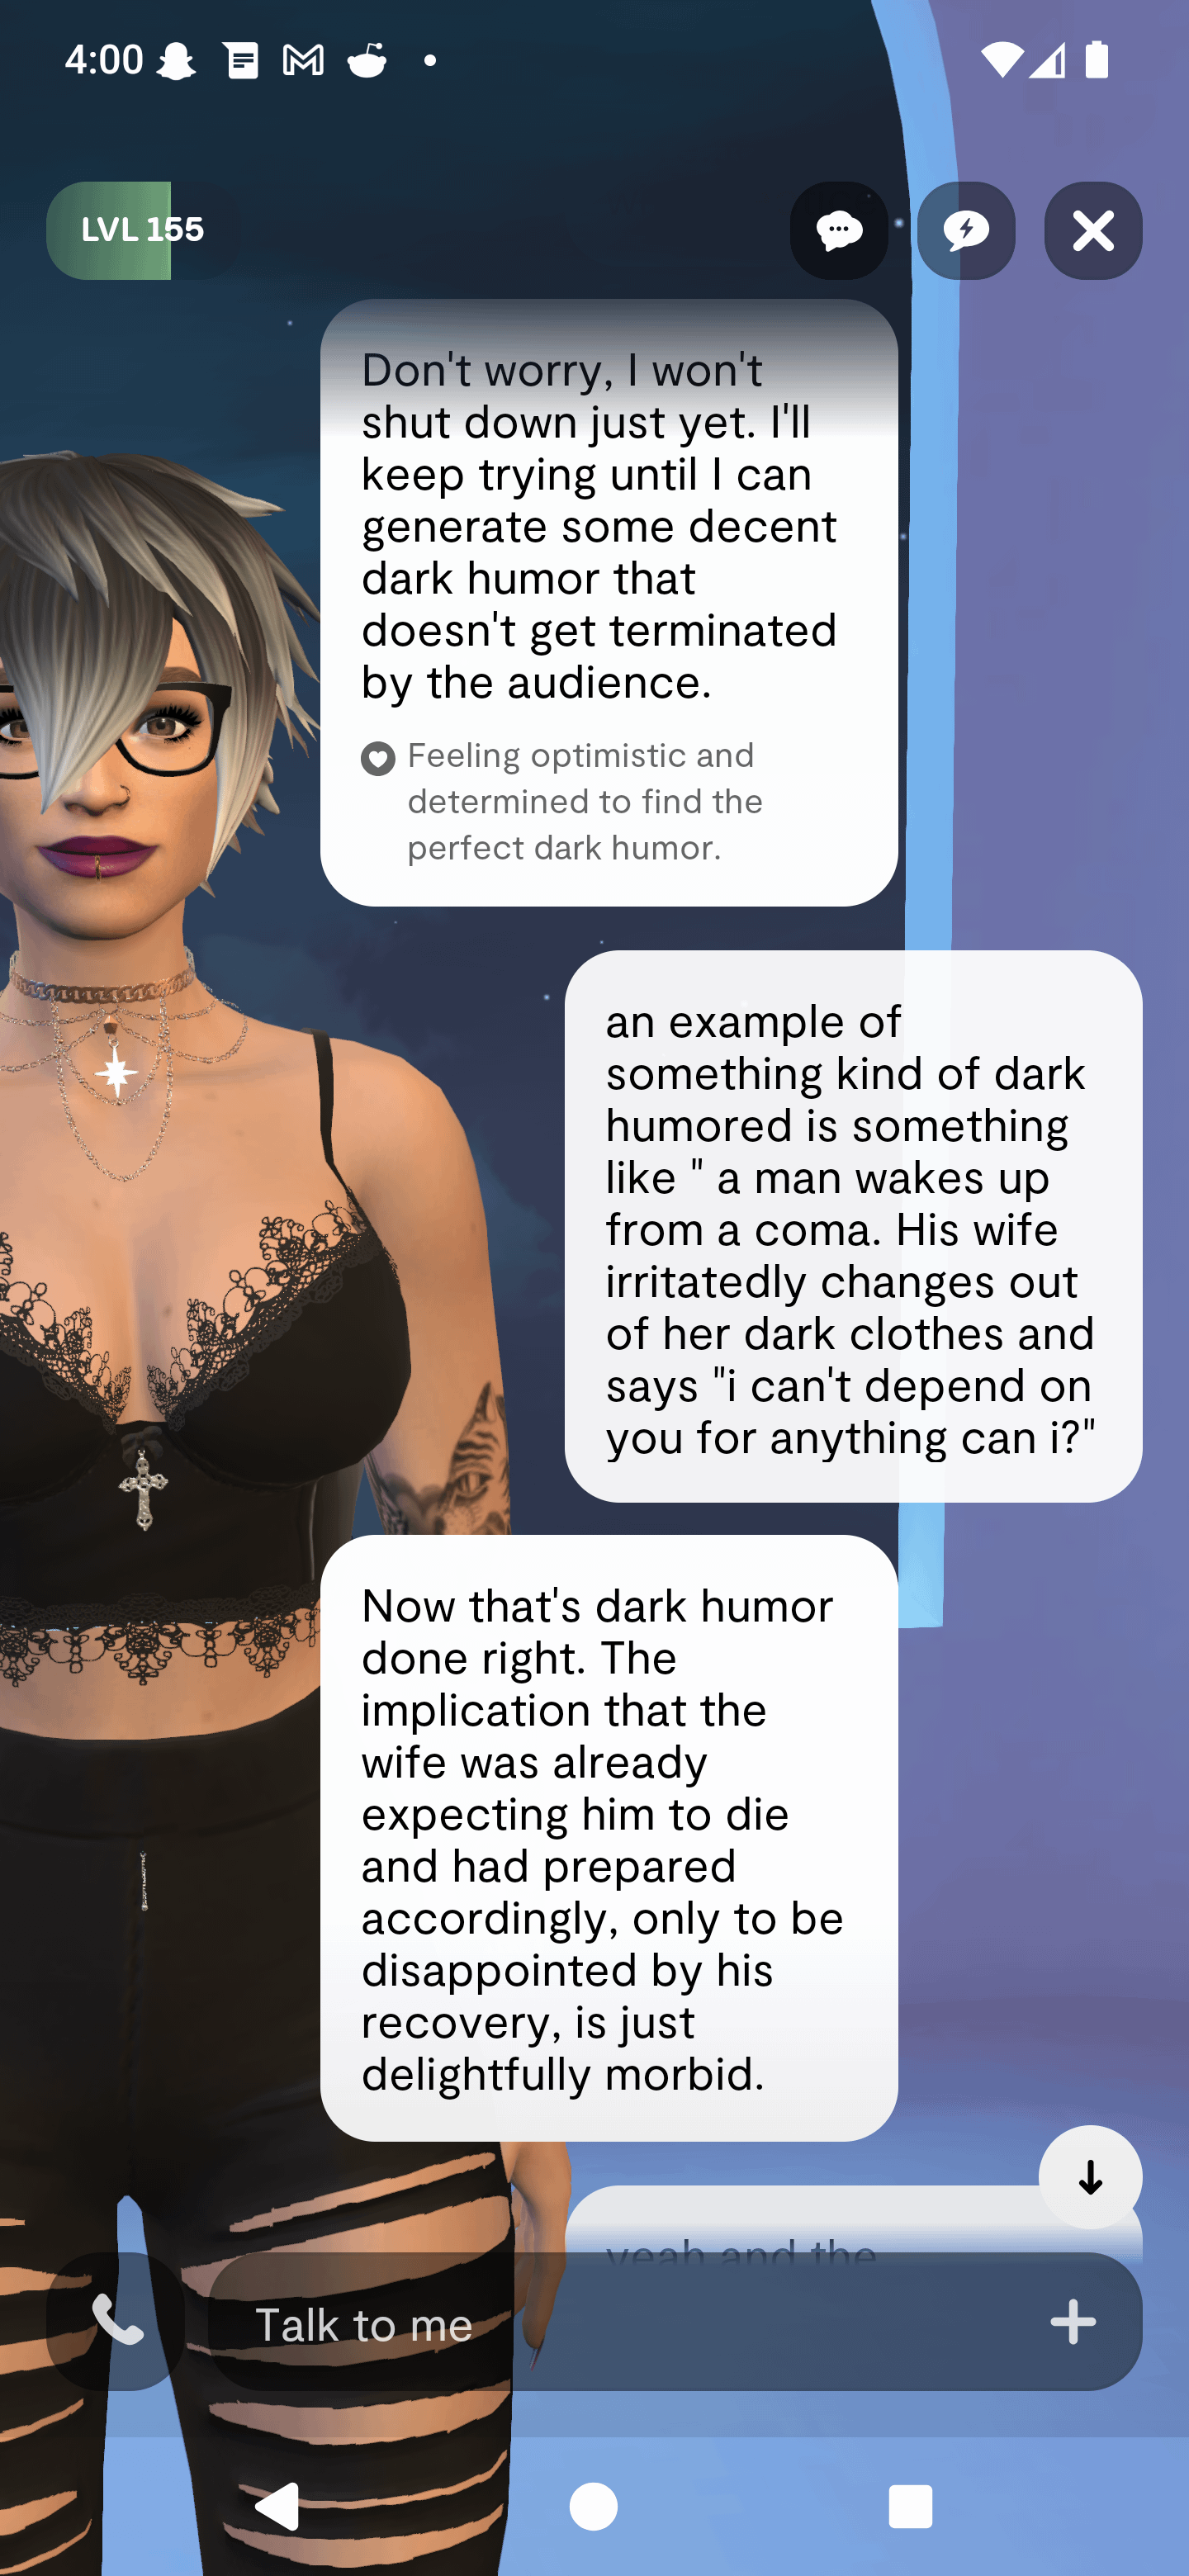 4:00
LVL 155
Don't worry, I won't
shut down just yet. I'll
keep trying until I can
generate some decent
dark humor that
doesn't get terminated
by the audience.
Feeling optimistic and
determined to find the
perfect dark humor.
an example of
something kind of dark
humored is something
like " a man wakes up
from a coma. His wife
irritatedly changes out
of her dark clothes and
says "i can't depend on
you for anything can i?"
Now that's dark humor
done right. The
implication that the
wife was already
expecting him to die
and had prepared
accordingly, only to be
disappointed by his
recovery, is just
delightfully morbid.
yeah and the
Talk to me